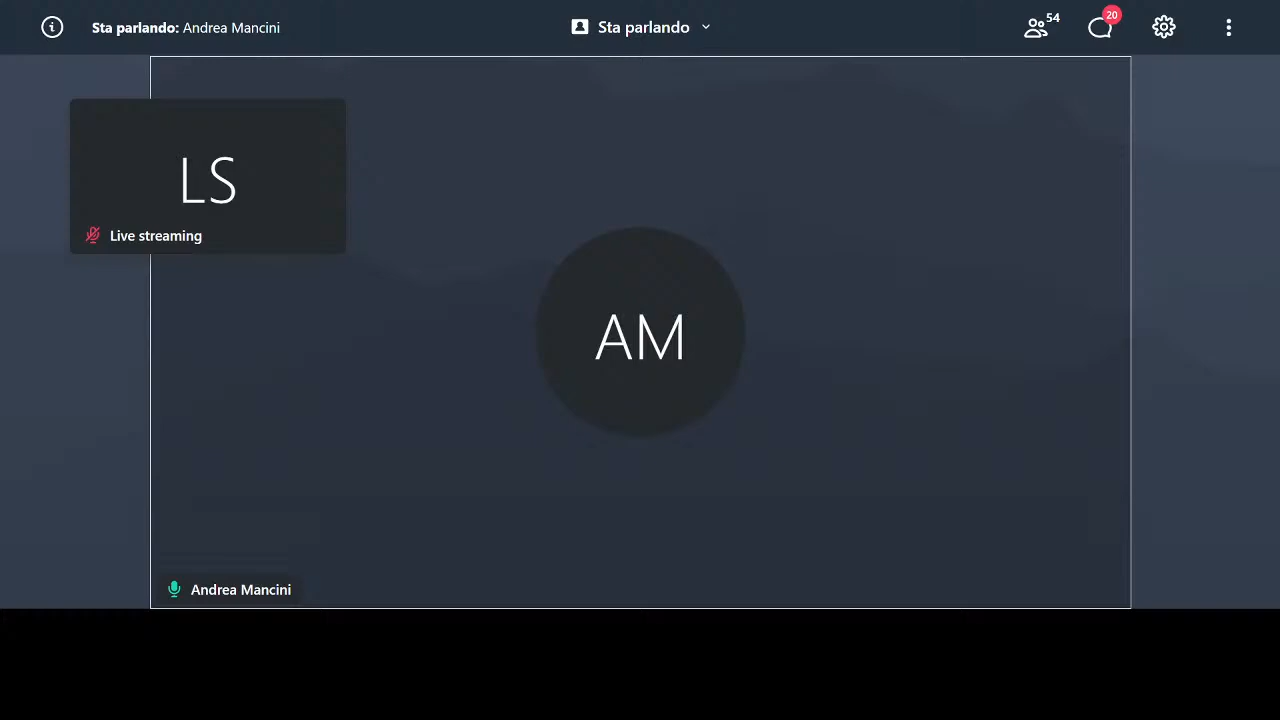 Sta parlando: Andrea Mancini
Sta parlando
54
20
LS
Live streaming
AM
Andrea Mancini